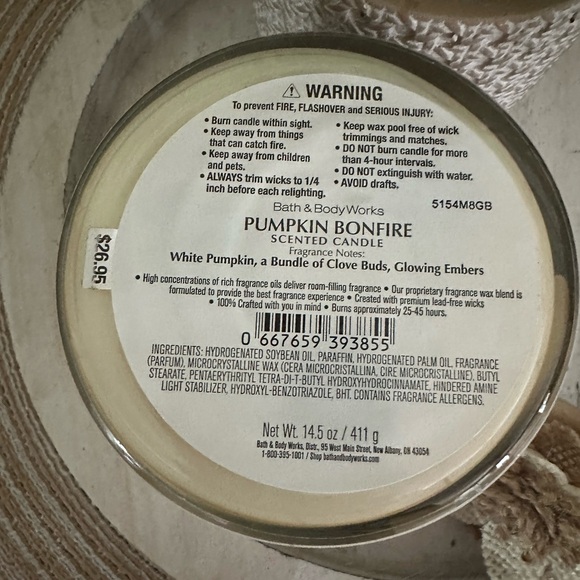 WARNING
To prevent FIRE, FLASHOVER and SERIOUS INJURY:
• Burn candle within sight.
• Keep away from things
that can catch fire.
• Keep away from children
and pets.
• ALWAYS trim wicks to 1/4
inch before each relighting.
• Keep wax pool free of wick
trimmings and matches.
• DO NOT burn candle for more
than 4-hour intervals.
• DO NOT extinguish with water.
• AVOID drafts.
5154M8GB
Bath & Body Works
PUMPKIN BONFIRE
SCENTED CANDLE
Fragrance Notes:
White Pumpkin, a Bundle of Clove Buds, Glowing Embers
$26.95
• High concentrations of rich fragrance oils deliver room-filling fragrance • Our proprietary fragrance wax blend is
formulated to provide the best fragrance experience • Created with premium lead-free wicks
• 100% Crafted with you in mind • Burns approximately 25-45 hours.
0 667659 393855
INGREDIENTS: HYDROGENATED SOYBEAN OIL, PARAFFIN, HYDROGENATED PALM OIL, FRAGRANCE
(PARFUM), MICROCRYSTALLINE WAX (CERA MICROCRISTALLINA, CIRE MICROCRISTALLINE), BUTYL
STEARATE, PENTAERYTHRITYL TETRA-DI-T-BUTYL HYDROXYHYDROCINNAMATE, HINDERED AMINE
LIGHT STABILIZER, HYDROXYL-BENZOTRIAZOLE, BHT. CONTAINS FRAGRANCE ALLERGENS.
Net Wt. 14.5 oz / 411 g
Bath & Body Works, Distr., 95 West Main Street, New Albany, OH 43054
1-800-395-1001 / Shop bathandbodyworks.com